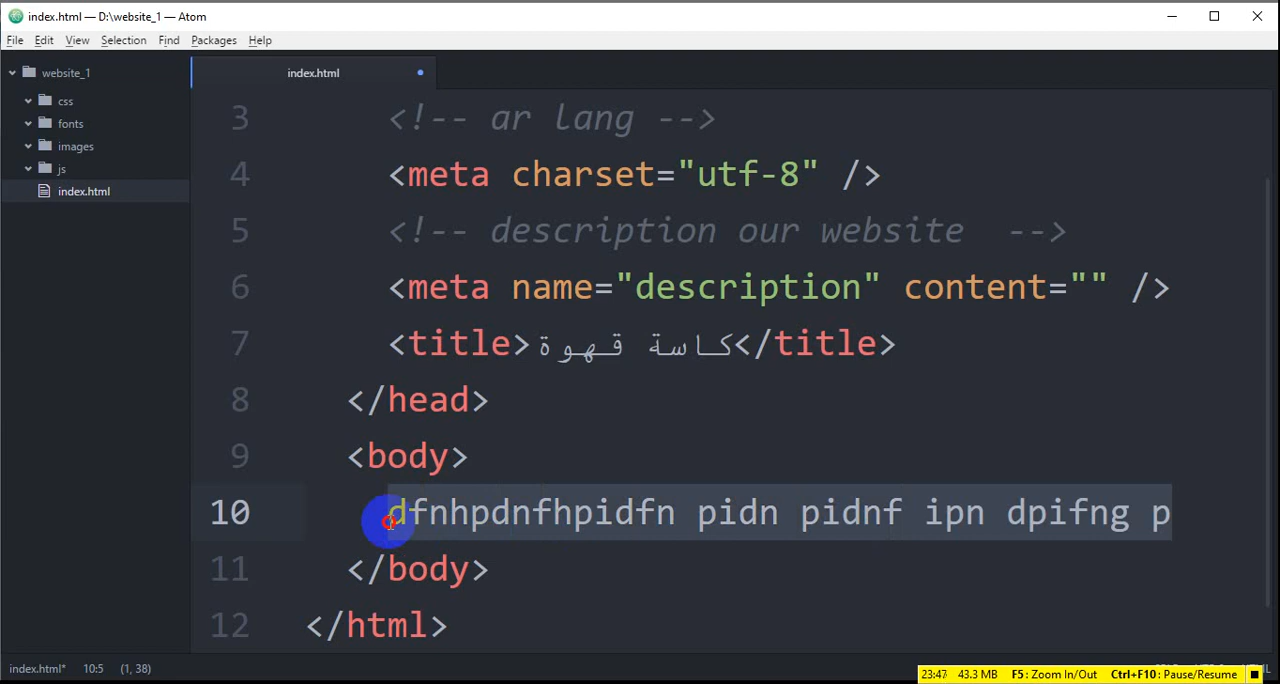 index.html — D:\website_1 — Atom
File Edit View Selection Find Packages Help
website_1
css
fonts
images
js
index.html
index.html
3 <!-- ar lang -->
4 <meta charset="utf-8" />
5 <!-- description our website  -->
6 <meta name="description" content="" />
7 <title>كاسة قهوة</title>
8 </head>
9 <body>
10 dfnhpdnfhpidfn pidn pidnf ipn dpifng p
11 </body>
12 </html>
index.html* 10:5 (1, 38)
23:47 43.3 MB F5: Zoom In/Out Ctrl+F10: Pause/Resume